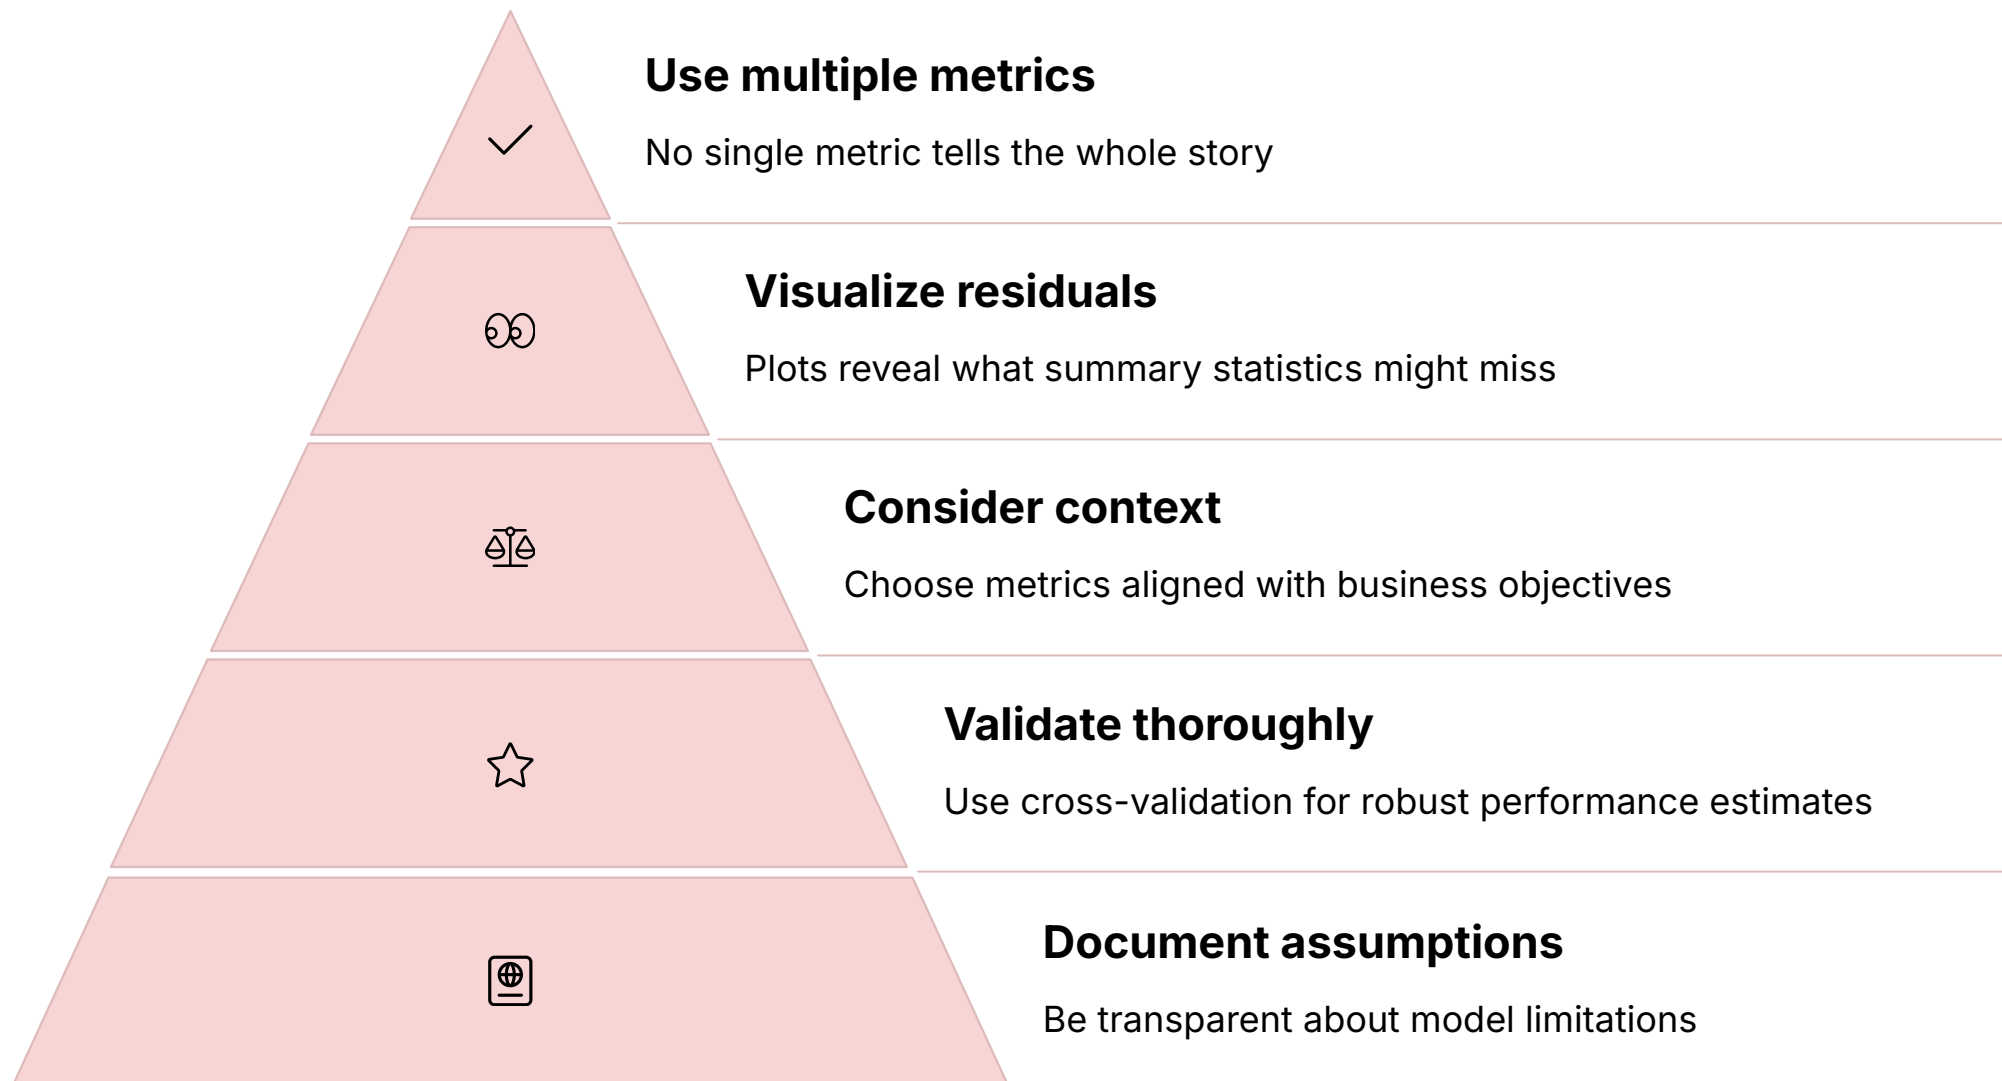 Use multiple metrics
No single metric tells the whole story
Visualize residuals
Plots reveal what summary statistics might miss
Consider context
Choose metrics aligned with business objectives
Validate thoroughly
Use cross-validation for robust performance estimates
Document assumptions
Be transparent about model limitations